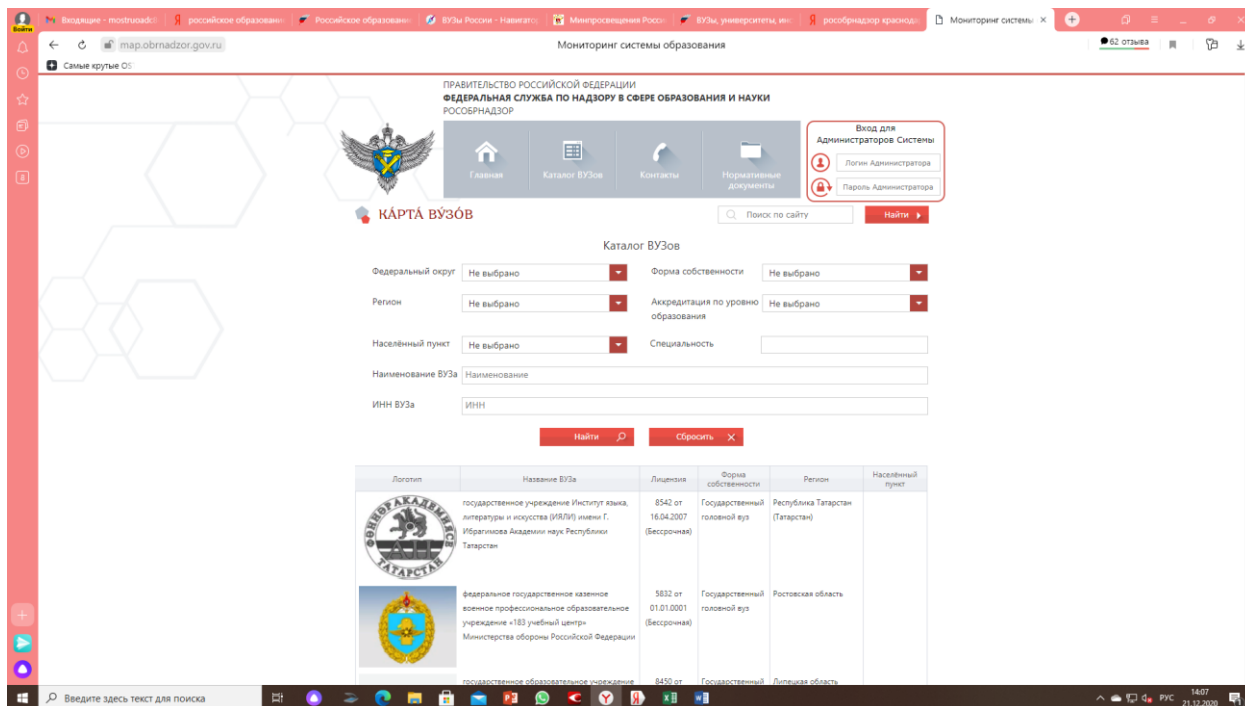 Войти
Входящие - mostruoadc
российское образовани
Российское образовани
ВУЗы России - Навигато
Минпросвещения Росси
ВУЗы, университеты, инс
рособрнадзор краснода
Мониторинг системы
map.obrnadzor.gov.ru
Мониторинг системы образования
62 отзыва
Самые крутые OS
ПРАВИТЕЛЬСТВО РОССИЙСКОЙ ФЕДЕРАЦИИ
ФЕДЕРАЛЬНАЯ СЛУЖБА ПО НАДЗОРУ В СФЕРЕ ОБРАЗОВАНИЯ И НАУКИ
РОСОБРНАДЗОР
Главная
Каталог ВУЗов
Контакты
Нормативные
документы
Вход для
Администраторов Системы
Логин Администратора
Пароль Администратора
КА́РТА́ ВУ́ЗО́В
Поиск по сайту
Найти
Каталог ВУЗов
Федеральный округ
Не выбрано
Форма собственности
Не выбрано
Регион
Не выбрано
Аккредитация по уровню
образования
Не выбрано
Населённый пункт
Не выбрано
Специальность
Наименование ВУЗа
Наименование
ИНН ВУЗа
ИНН
Найти
Сбросить
Логотип
Название ВУЗа
Лицензия
Форма
собственности
Регион
Населённый
пункт
ТАТАРСТАН
государственное учреждение Институт языка,
литературы и искусства (ИЯЛИ) имени Г.
Ибрагимова Академии наук Республики
Татарстан
8542 от
16.04.2007
(Бессрочная)
Государственный
головной вуз
Республика Татарстан
(Татарстан)
федеральное государственное казенное
военное профессиональное образовательное
учреждение «183 учебный центр»
Министерства обороны Российской Федерации
5832 от
01.01.0001
(Бессрочная)
Государственный
головной вуз
Ростовская область
государственное образовательное учреждение
8450 от
Государственный
Липецкая область
Введите здесь текст для поиска
РУС
14:07
21.12.2020